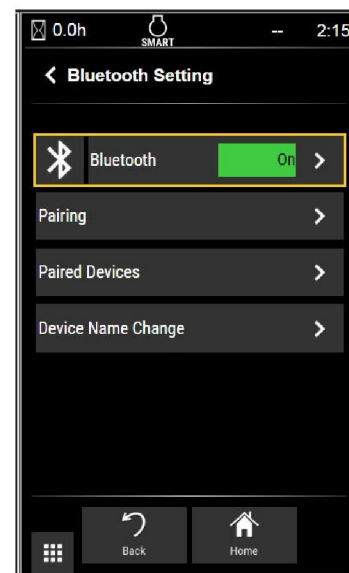 0.0h SMART -- 2:15
Bluetooth Setting
Bluetooth On
Pairing
Paired Devices
Device Name Change
Back Home